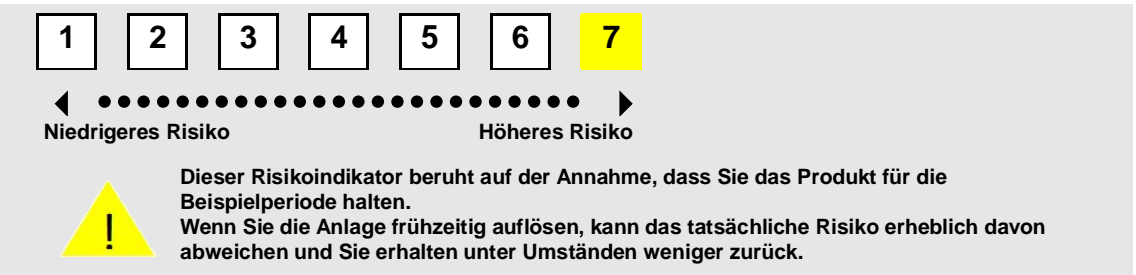 1 2 3 4 5 6 7
Niedrigeres Risiko Höheres Risiko
Dieser Risikoindikator beruht auf der Annahme, dass Sie das Produkt für die
Beispielperiode halten.
Wenn Sie die Anlage frühzeitig auflösen, kann das tatsächliche Risiko erheblich davon
abweichen und Sie erhalten unter Umständen weniger zurück.
!